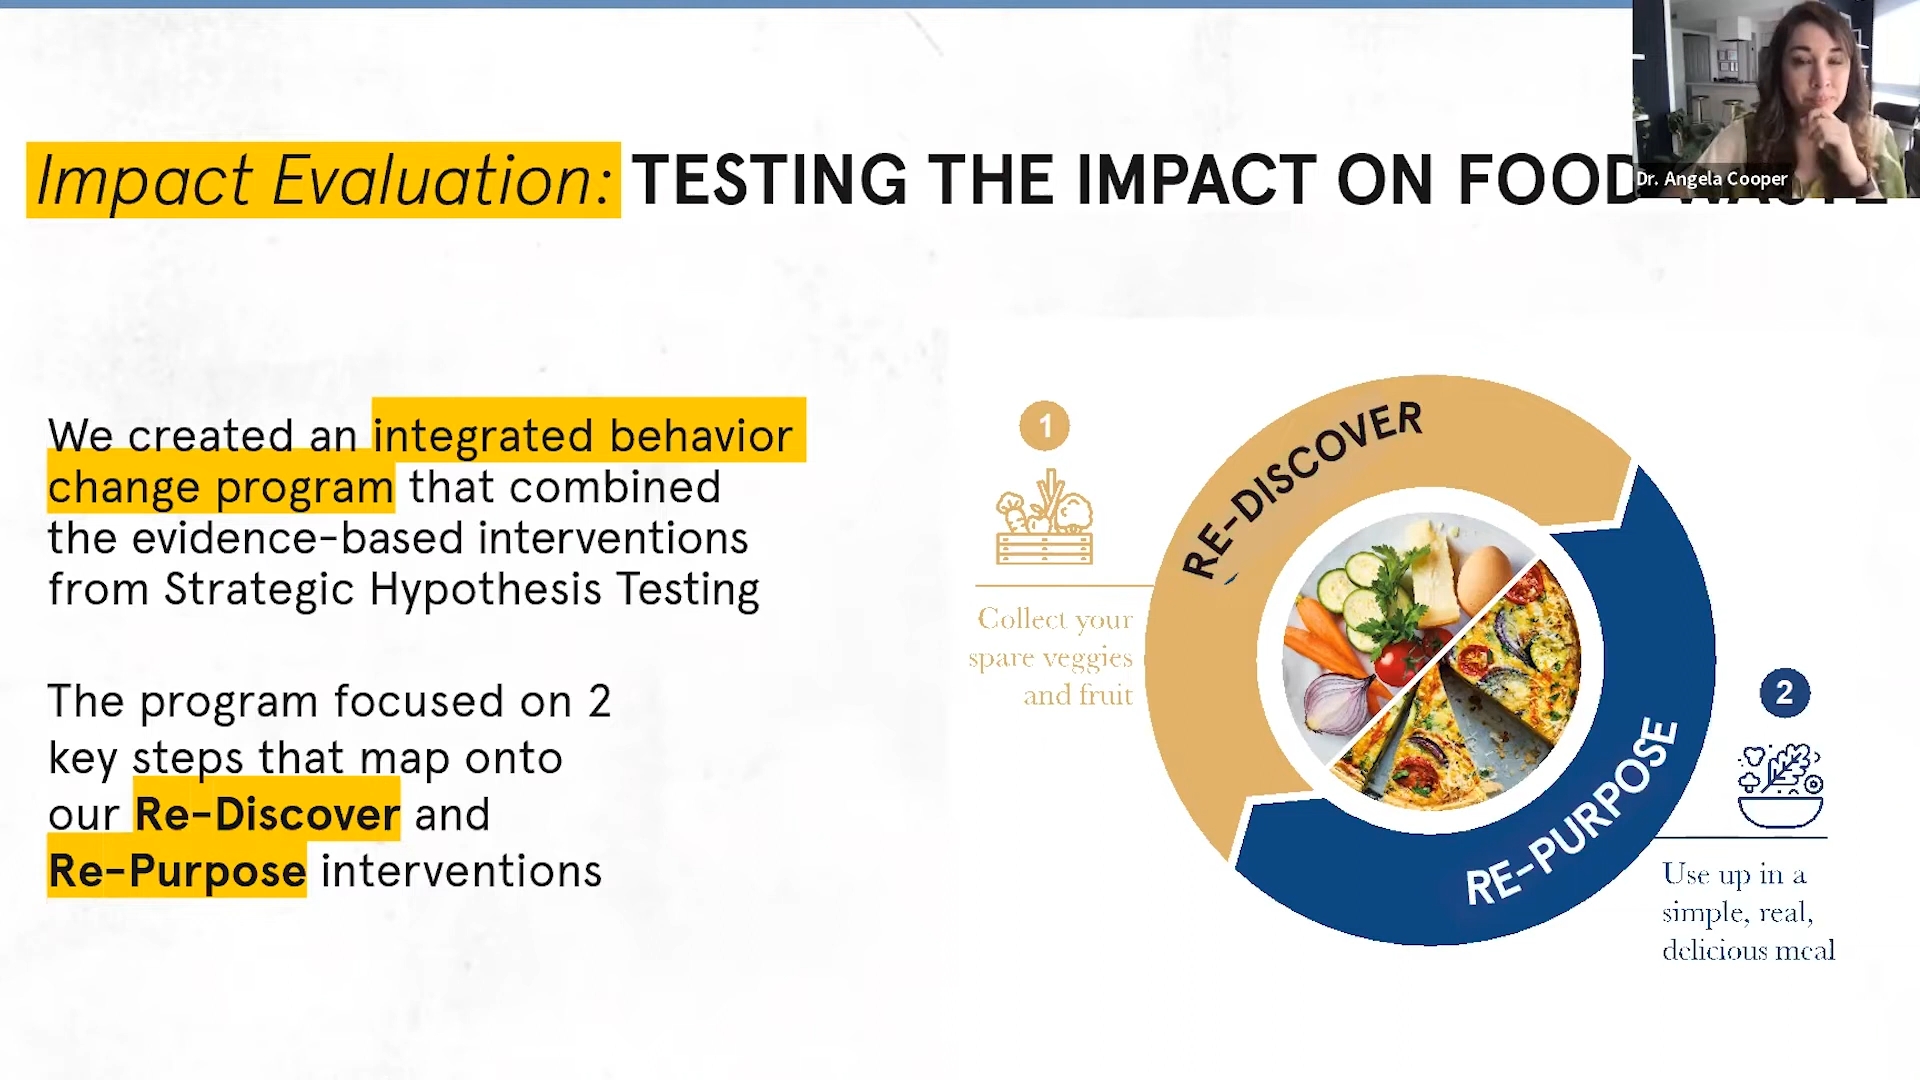 Impact Evaluation: TESTING THE IMPACT ON FOOD WASTE
Dr. Angela Cooper
We created an integrated behavior
change program that combined
the evidence-based interventions
from Strategic Hypothesis Testing
The program focused on 2
key steps that map onto
our Re-Discover and
Re-Purpose interventions
1
Collect your
spare veggies
and fruit
RE-DISCOVER
2
RE-PURPOSE
Use up in a
simple, real,
delicious meal